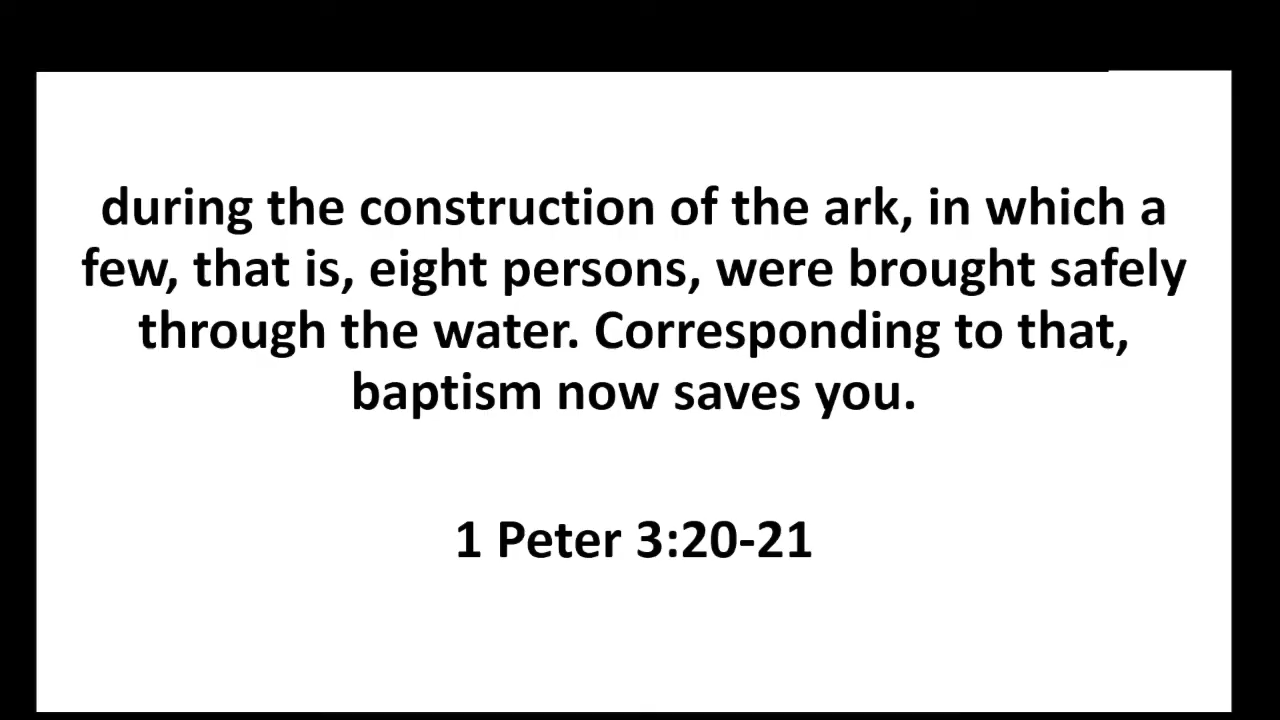 during the construction of the ark, in which a
few, that is, eight persons, were brought safely
through the water. Corresponding to that,
baptism now saves you.
1 Peter 3:20-21